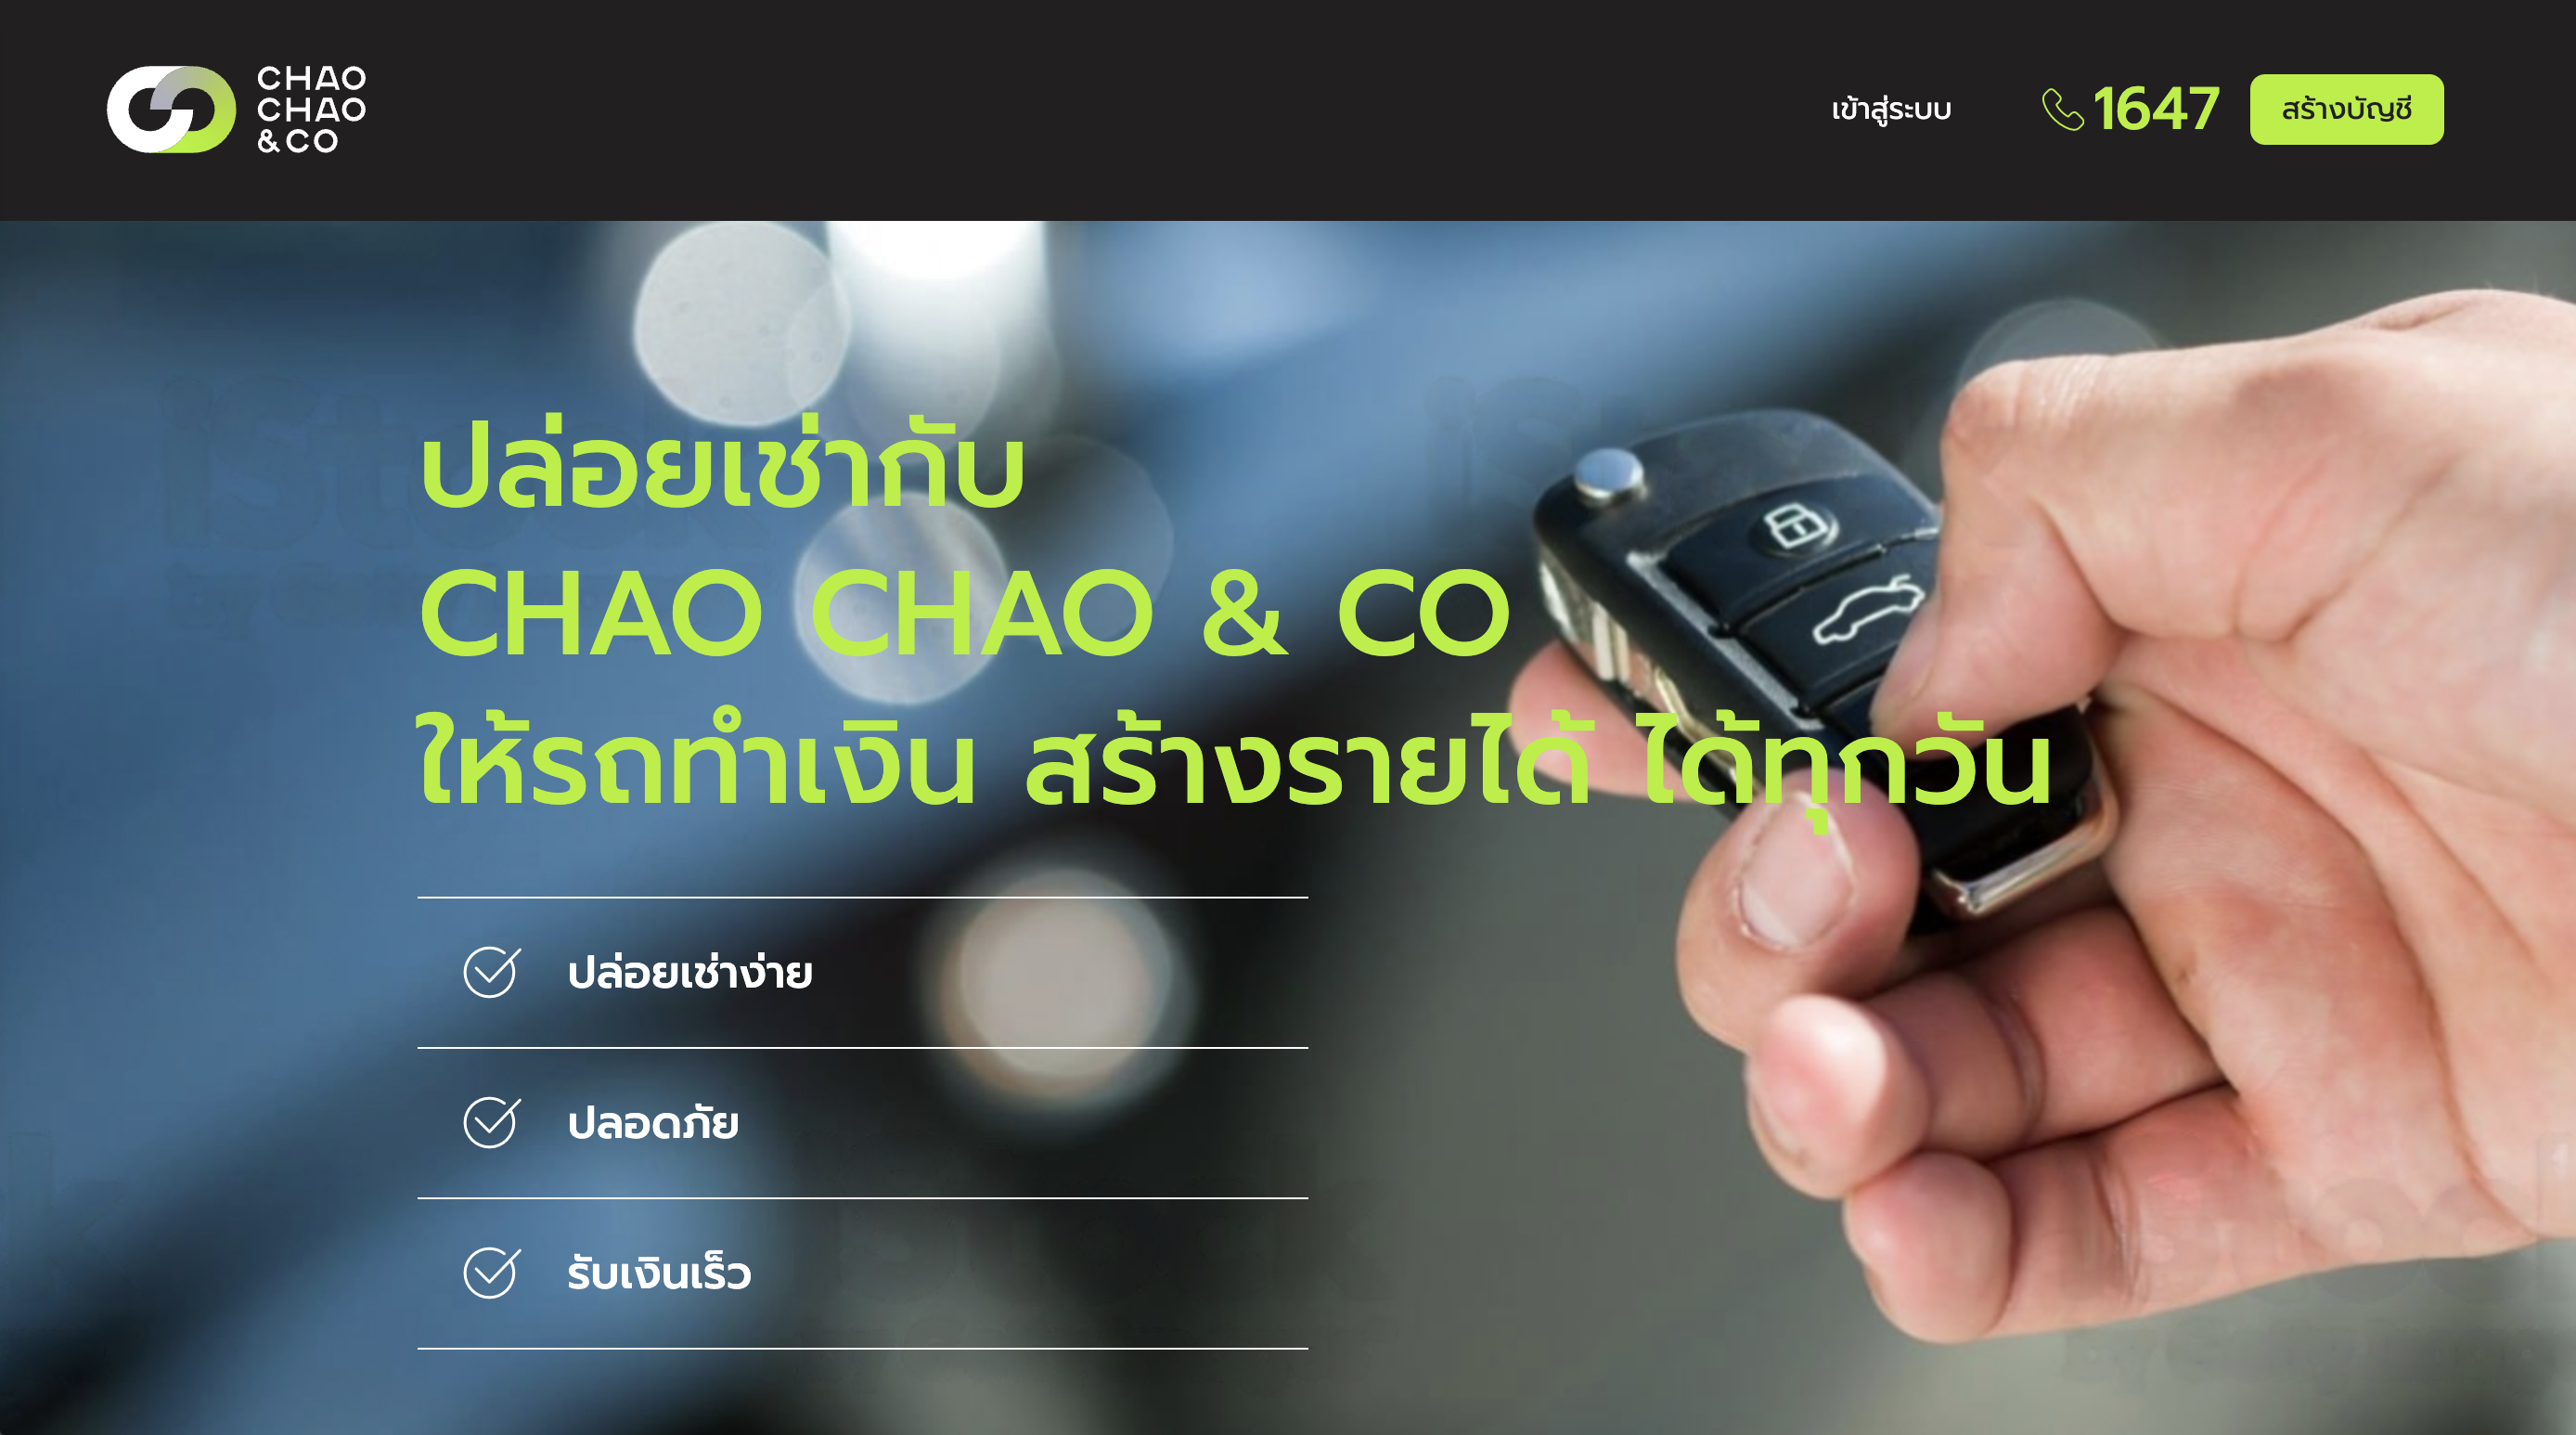 CHAO
CHAO
&CO
เข้าสู่ระบบ
1647
สร้างบัญชี
ปล่อยเช่ากับ
CHAO CHAO & CO
ให้รถทำเงิน สร้างรายได้ ได้ทุกวัน
ปล่อยเช่าง่าย
ปลอดภัย
รับเงินเร็ว
iStock